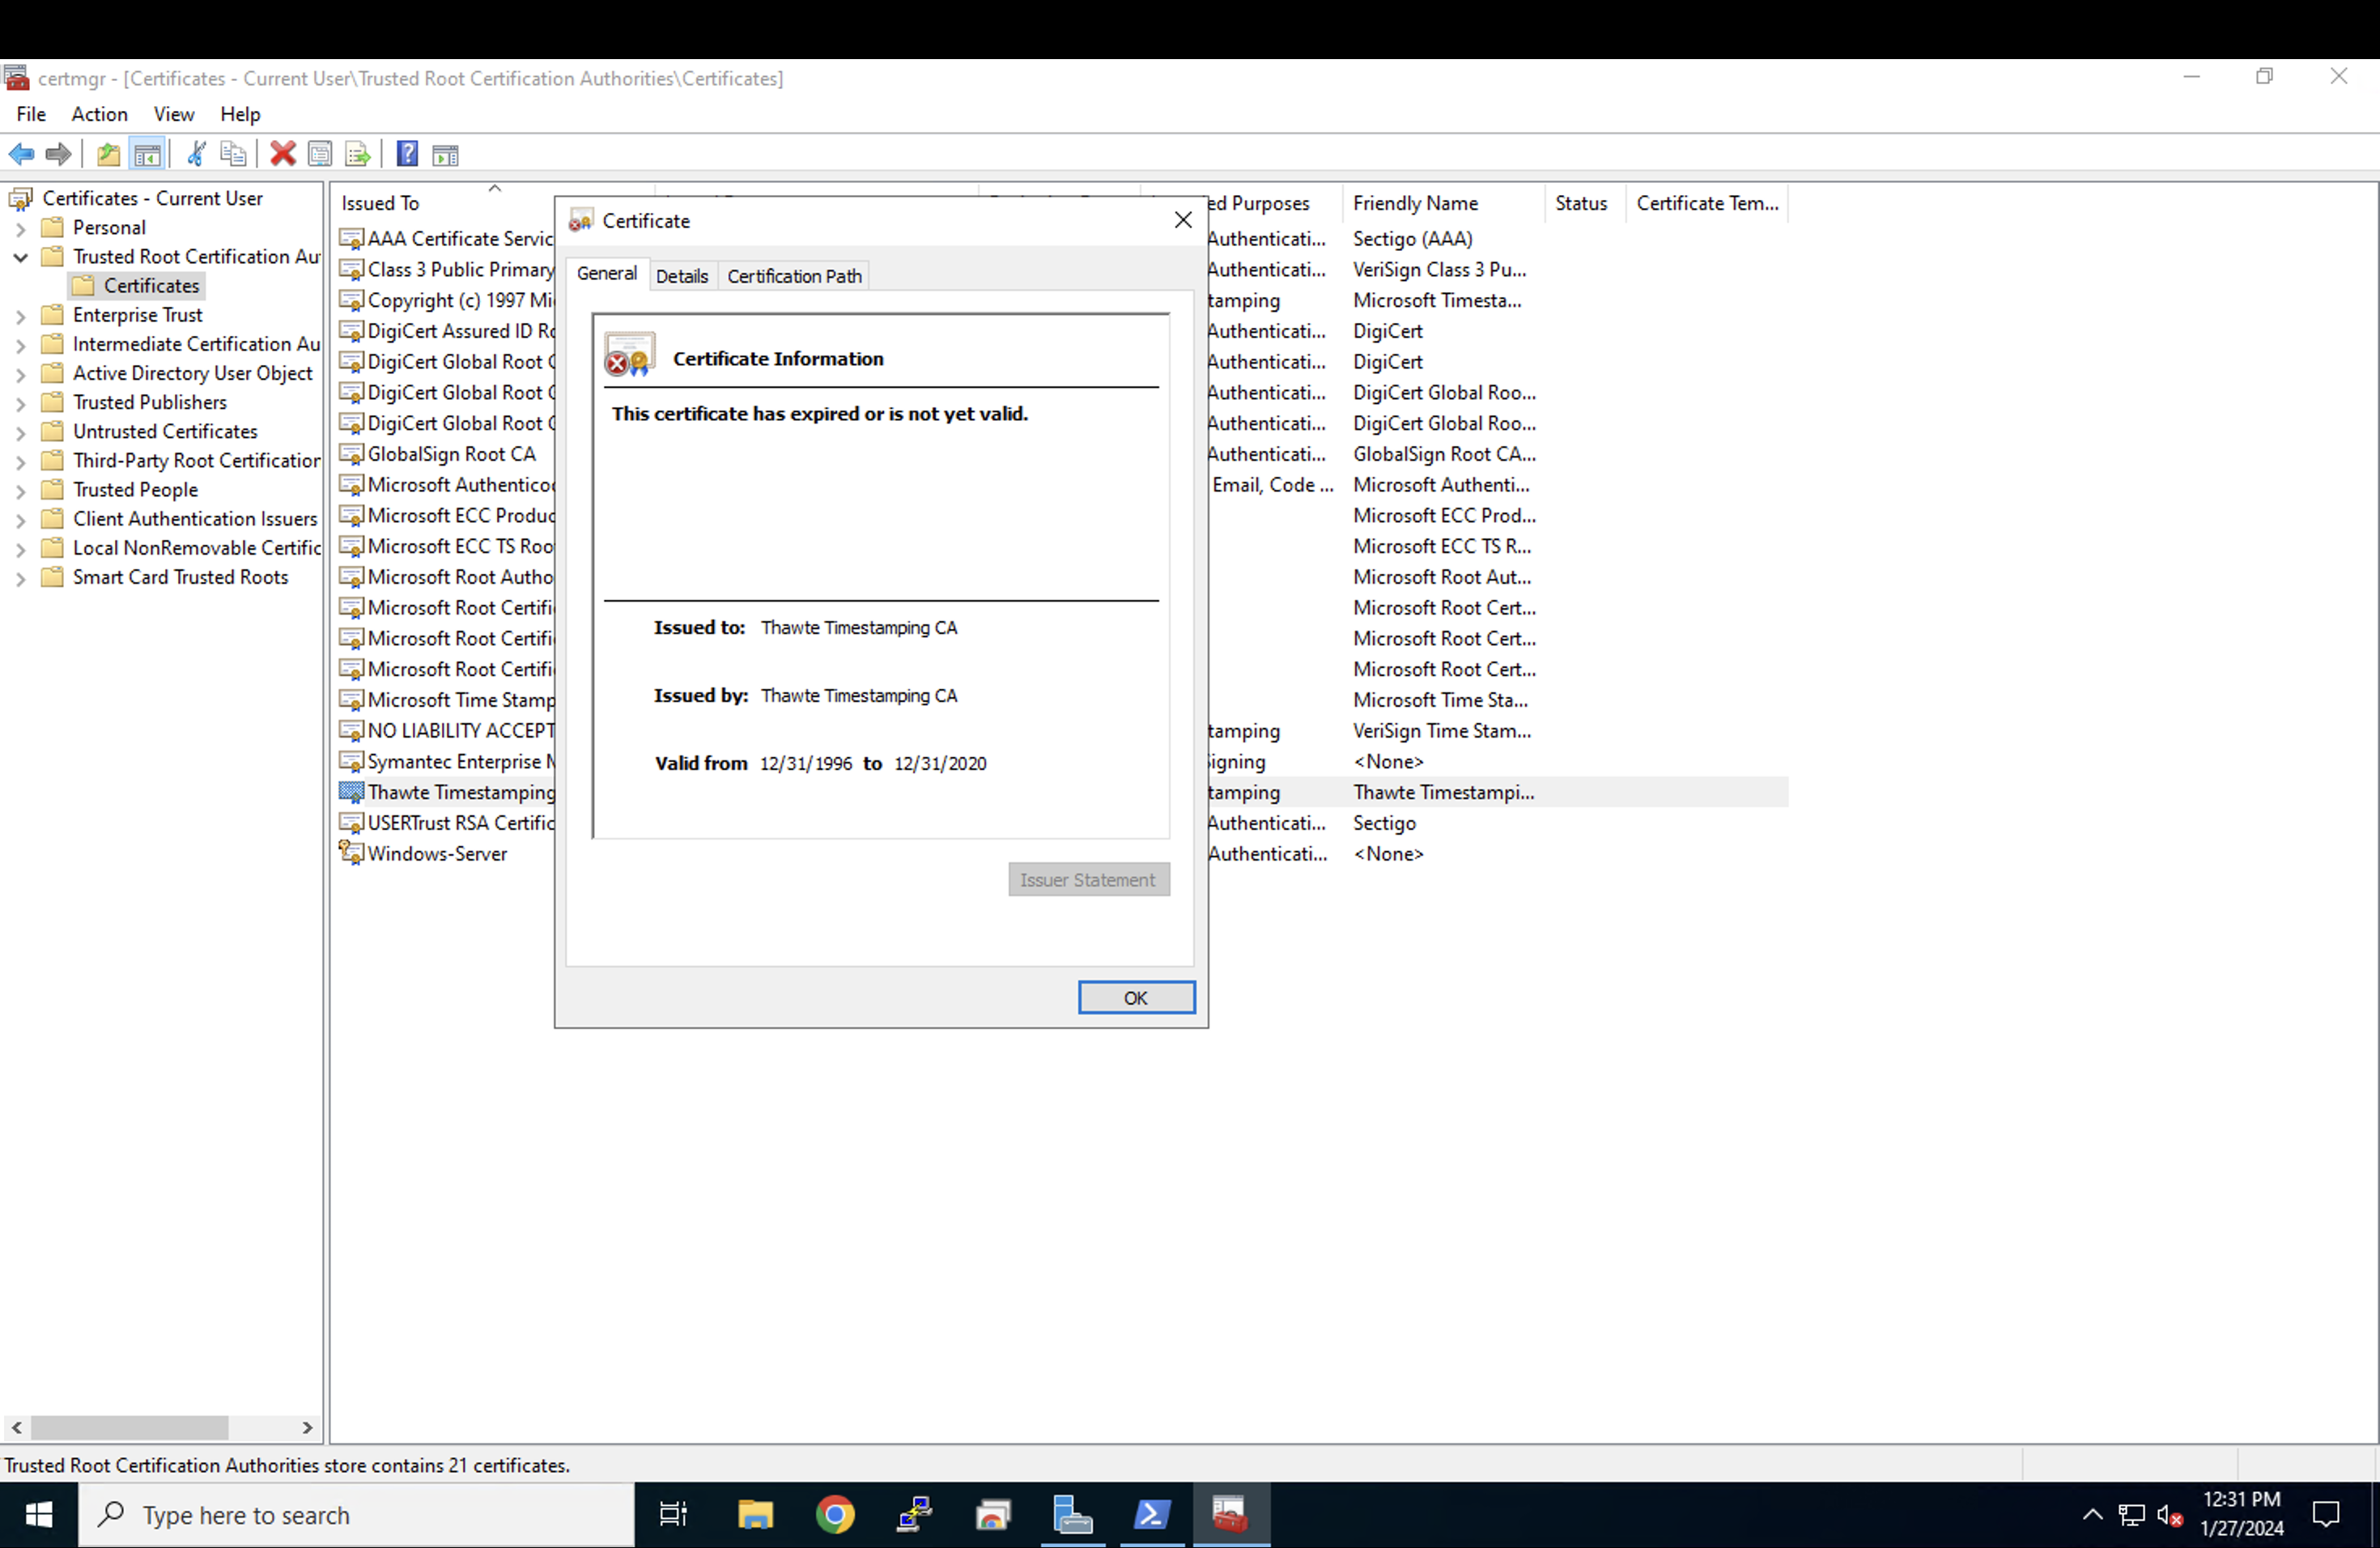 certmgr - [Certificates - Current User\Trusted Root Certification Authorities\Certificates]
File Action View Help
Certificates - Current User
Personal
Trusted Root Certification Au
Certificates
Enterprise Trust
Intermediate Certification Au
Active Directory User Object
Trusted Publishers
Untrusted Certificates
Third-Party Root Certification
Trusted People
Client Authentication Issuers
Local NonRemovable Certific
Smart Card Trusted Roots
Issued To ed Purposes Friendly Name Status Certificate Tem...
AAA Certificate Servic Authenticati... Sectigo (AAA)
Class 3 Public Primary Authenticati... VeriSign Class 3 Pu...
Copyright (c) 1997 Mi tamping Microsoft Timesta...
DigiCert Assured ID Ro Authenticati... DigiCert
DigiCert Global Root C Authenticati... DigiCert
DigiCert Global Root C Authenticati... DigiCert Global Roo...
DigiCert Global Root C Authenticati... DigiCert Global Roo...
GlobalSign Root CA Authenticati... GlobalSign Root CA...
Microsoft Authenticod Email, Code ... Microsoft Authenti...
Microsoft ECC Produc Microsoft ECC Prod...
Microsoft ECC TS Roo Microsoft ECC TS R...
Microsoft Root Autho Microsoft Root Aut...
Microsoft Root Certifi Microsoft Root Cert...
Microsoft Root Certifi Microsoft Root Cert...
Microsoft Root Certifi Microsoft Root Cert...
Microsoft Time Stamp Microsoft Time Sta...
NO LIABILITY ACCEPT tamping VeriSign Time Stam...
Symantec Enterprise M igning <None>
Thawte Timestamping tamping Thawte Timestampi...
USERTrust RSA Certific Authenticati... Sectigo
Windows-Server Authenticati... <None>
Certificate
General Details Certification Path
Certificate Information
This certificate has expired or is not yet valid.
Issued to: Thawte Timestamping CA
Issued by: Thawte Timestamping CA
Valid from 12/31/1996 to 12/31/2020
Issuer Statement
OK
Trusted Root Certification Authorities store contains 21 certificates.
Type here to search
12:31 PM
1/27/2024